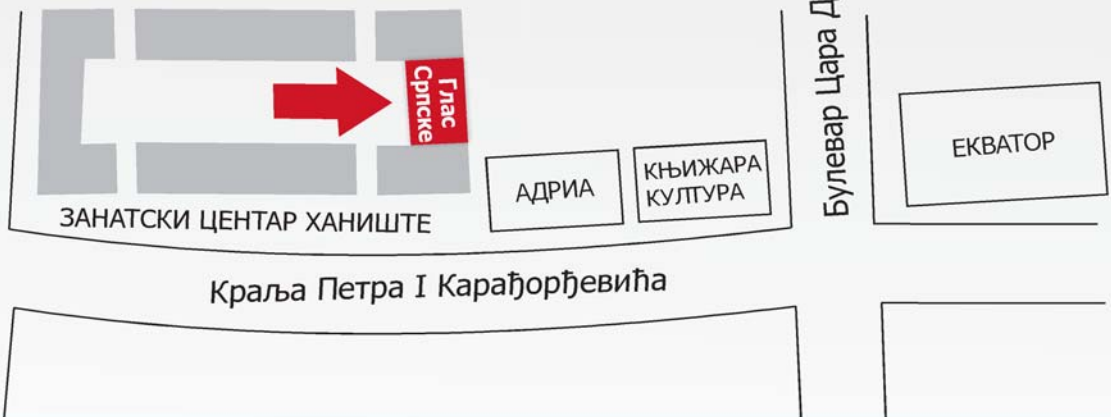 Глас
Српске
АДРИА
КЊИЖАРА
КУЛТУРА
ЕКВАТОР
Булевар Цара
ЗАНАТСКИ ЦЕНТАР ХАНИШТЕ
Краља Петра I Карађорђевића